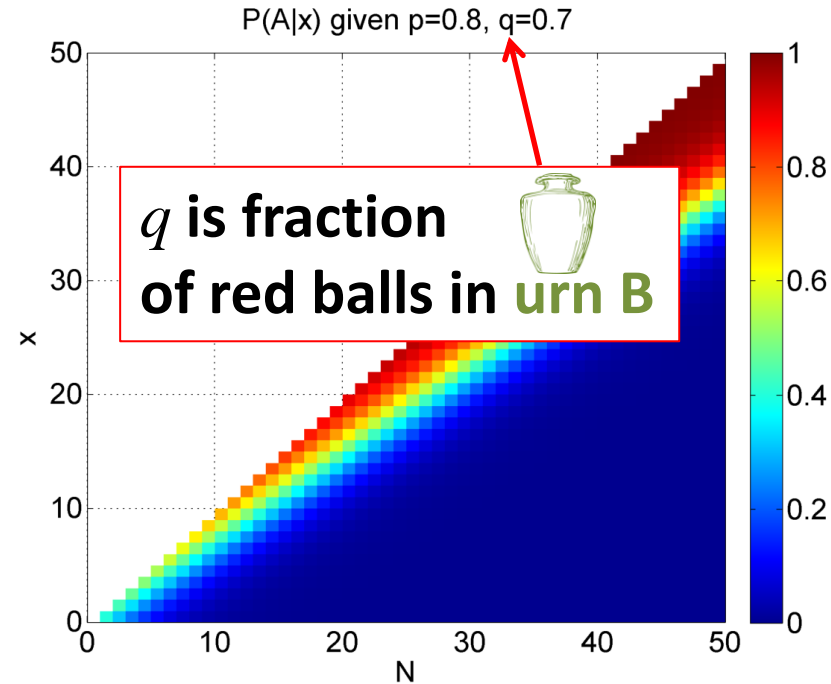 P(A|x) given p=0.8, q=0.7
50
40
30
20
10
0
x
q is fraction
of red balls in urn B
0 10 20 30 40 50
N
1
0.8
0.6
0.4
0.2
0